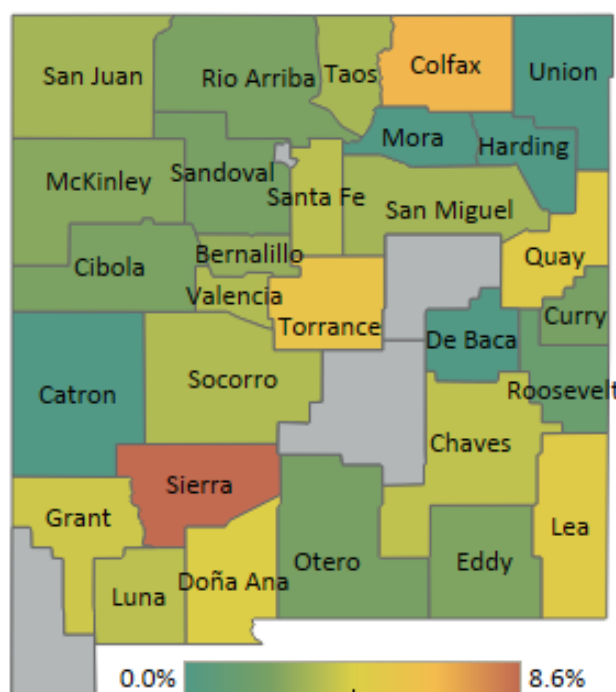 San Juan
Rio Arriba
Taos
Colfax
Union
Mora
Harding
McKinley
Sandoval
Santa Fe
San Miguel
Cibola
Bernalillo
Quay
Valencia
Torrance
Curry
De Baca
Catron
Socorro
Roosevelt
Chaves
Sierra
Grant
Lea
Luna
Doña Ana
Otero
Eddy
0.0% 8.6%